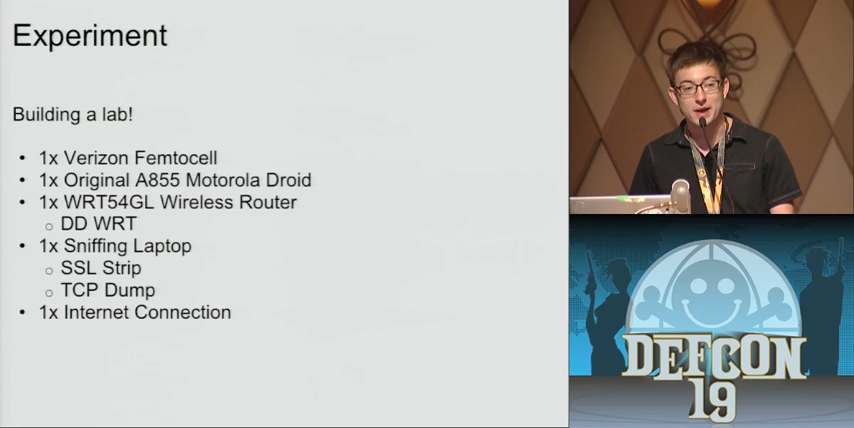 Experiment
Building a lab!
• 1x Verizon Femtocell
• 1x Original A855 Motorola Droid
• 1x WRT54GL Wireless Router
○ DD WRT
• 1x Sniffing Laptop
○ SSL Strip
○ TCP Dump
• 1x Internet Connection
DEFCON
19